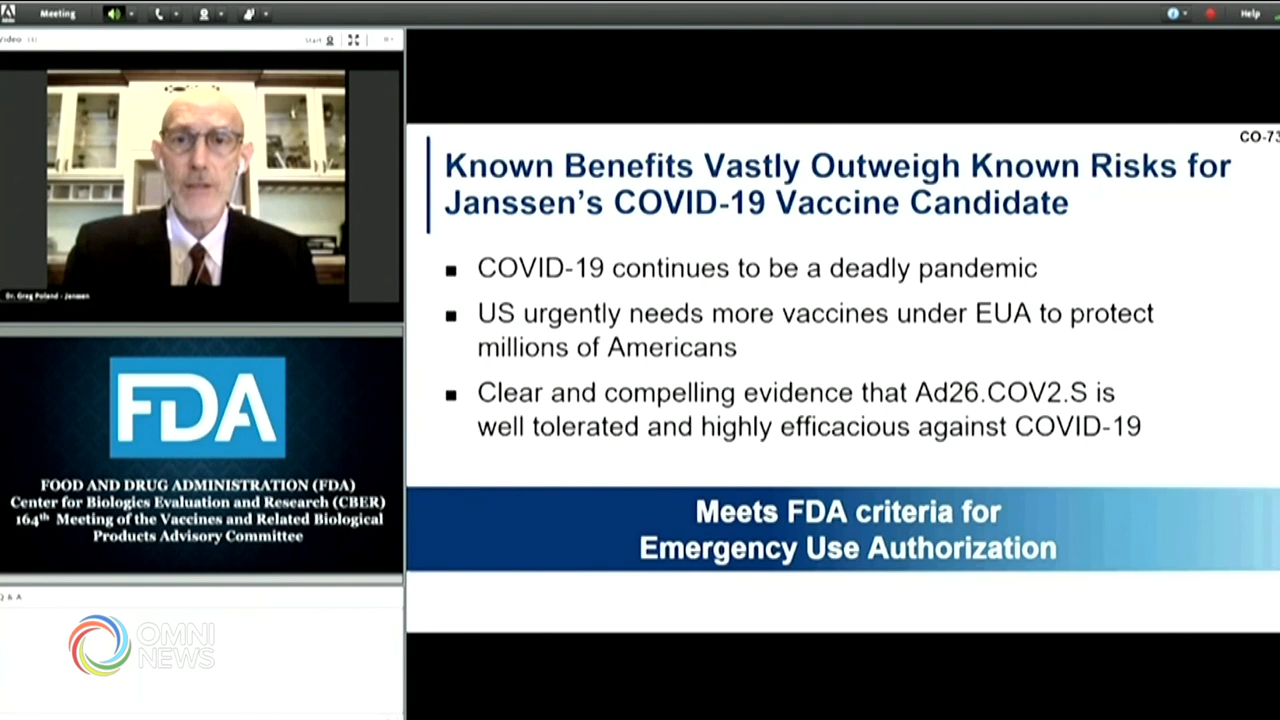 Meeting
Help
Video
Start
Dr. Greg Poland - Janssen
CO-73
Known Benefits Vastly Outweigh Known Risks for
Janssen’s COVID-19 Vaccine Candidate
■ COVID-19 continues to be a deadly pandemic
■ US urgently needs more vaccines under EUA to protect
millions of Americans
■ Clear and compelling evidence that Ad26.COV2.S is
well tolerated and highly efficacious against COVID-19
Meets FDA criteria for
Emergency Use Authorization
FDA
FOOD AND DRUG ADMINISTRATION (FDA)
Center for Biologics Evaluation and Research (CBER)
164th Meeting of the Vaccines and Related Biological
Products Advisory Committee
Q & A
OMNI
NEWS